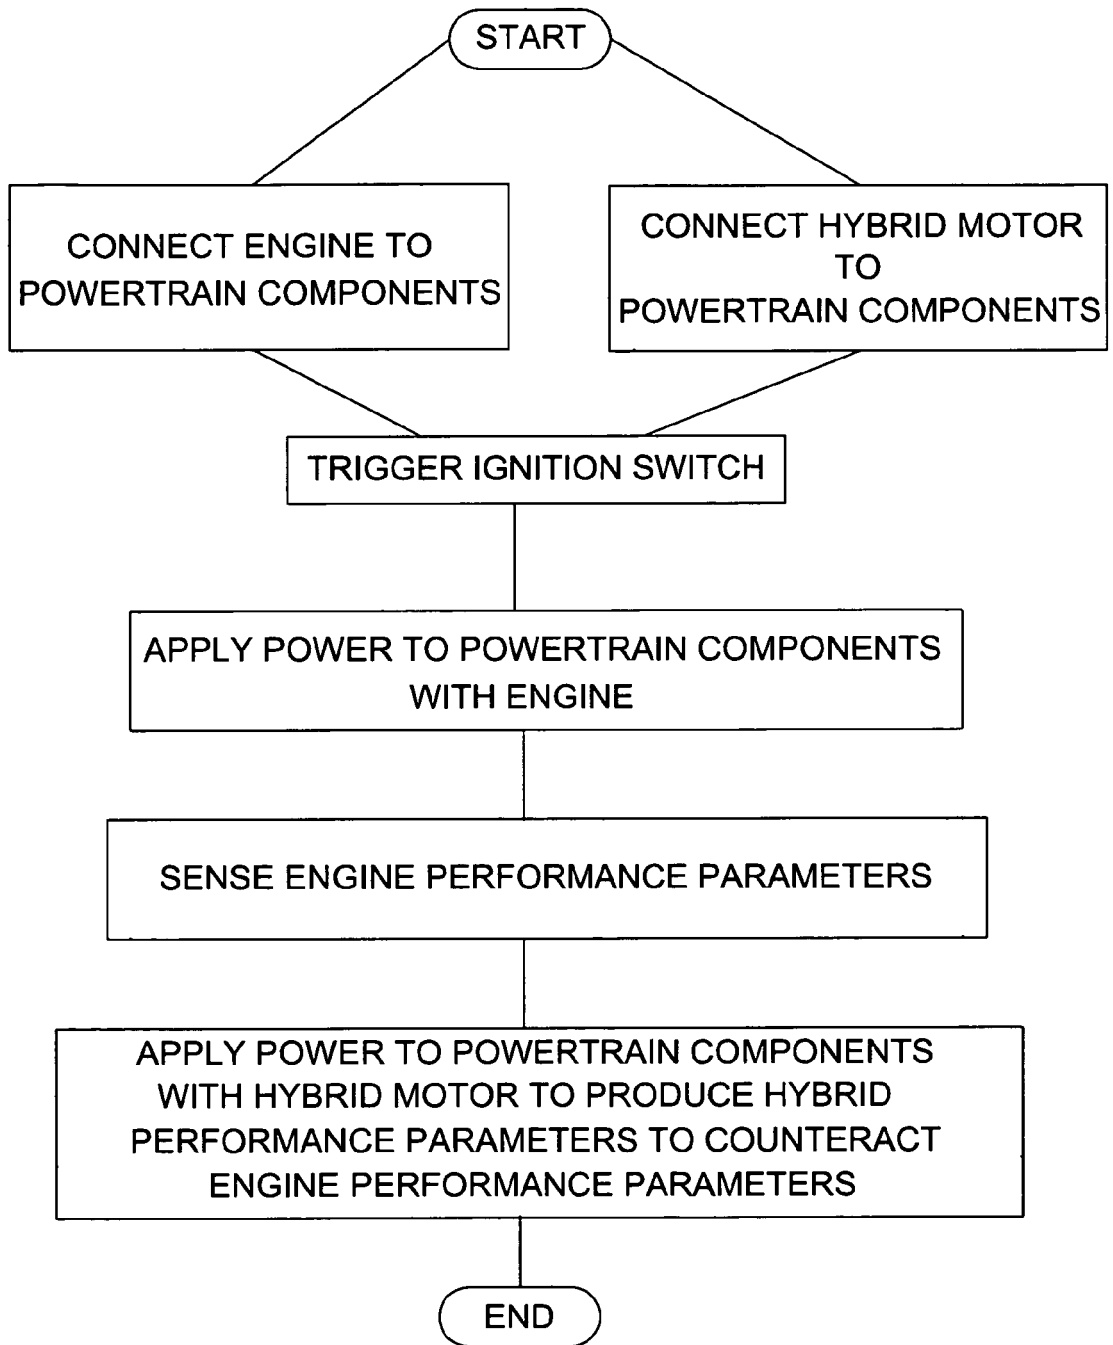 START
CONNECT ENGINE TO
POWERTRAIN COMPONENTS
CONNECT HYBRID MOTOR
TO
POWERTRAIN COMPONENTS
TRIGGER IGNITION SWITCH
APPLY POWER TO POWERTRAIN COMPONENTS
WITH ENGINE
SENSE ENGINE PERFORMANCE PARAMETERS
APPLY POWER TO POWERTRAIN COMPONENTS
WITH HYBRID MOTOR TO PRODUCE HYBRID
PERFORMANCE PARAMETERS TO COUNTERACT
ENGINE PERFORMANCE PARAMETERS
END